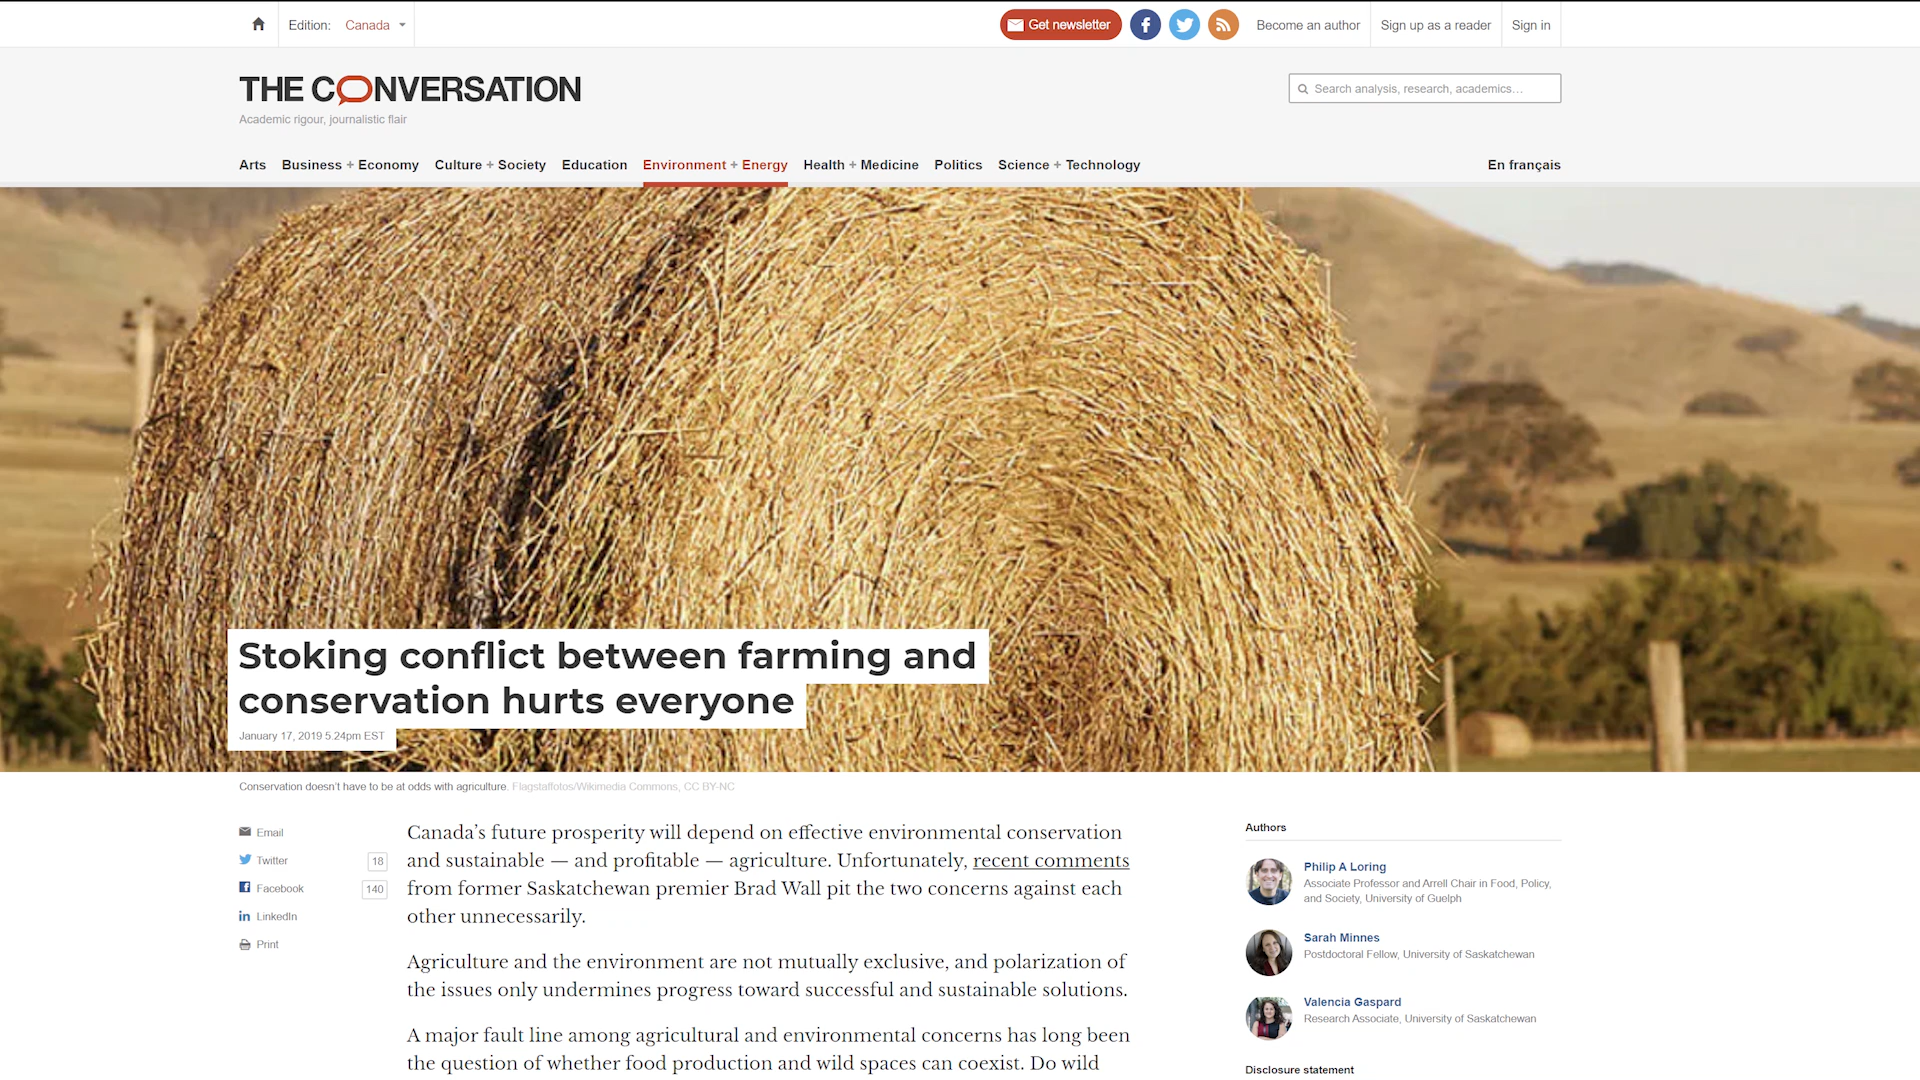 Edition: Canada
Get newsletter
Become an author
Sign up as a reader
Sign in
THE CONVERSATION
Academic rigour, journalistic flair
Search analysis, research, academics…
Arts Business + Economy Culture + Society Education Environment + Energy Health + Medicine Politics Science + Technology
En français
Stoking conflict between farming and
conservation hurts everyone
January 17, 2019 5.24pm EST
Conservation doesn't have to be at odds with agriculture. Flagstaffotos/Wikimedia Commons, CC BY-NC
Email
Twitter 18
Facebook 140
LinkedIn
Print
Canada's future prosperity will depend on effective environmental conservation
and sustainable — and profitable — agriculture. Unfortunately, recent comments
from former Saskatchewan premier Brad Wall pit the two concerns against each
other unnecessarily.
Agriculture and the environment are not mutually exclusive, and polarization of
the issues only undermines progress toward successful and sustainable solutions.
A major fault line among agricultural and environmental concerns has long been
the question of whether food production and wild spaces can coexist. Do wild
Authors
Philip A Loring
Associate Professor and Arrell Chair in Food, Policy,
and Society, University of Guelph
Sarah Minnes
Postdoctoral Fellow, University of Saskatchewan
Valencia Gaspard
Research Associate, University of Saskatchewan
Disclosure statement